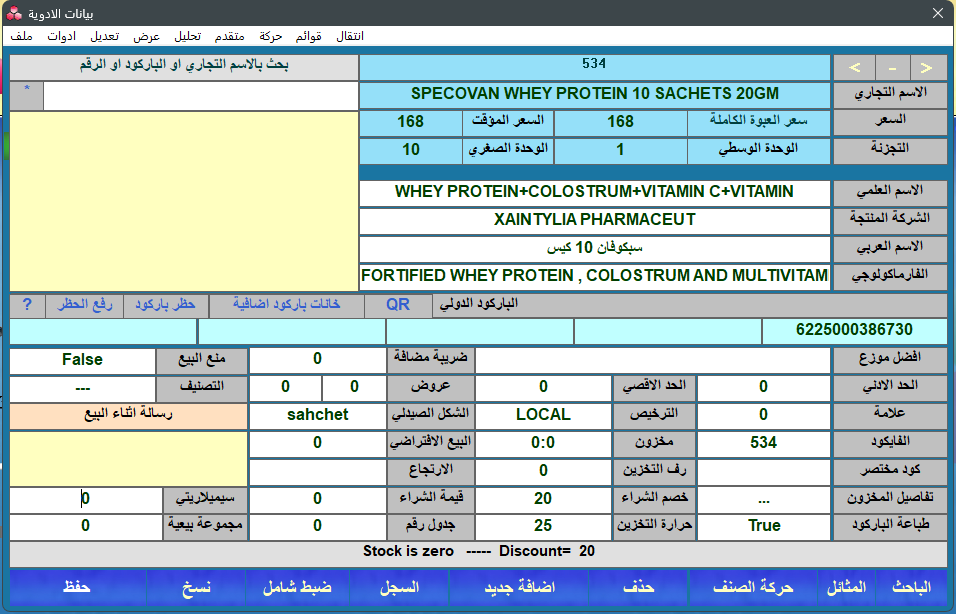 بيانات الادوية
ملف ادوات تعديل عرض تحليل متقدم حركة قوائم انتقال
بحث بالاسم التجاري او الباركود او الرقم
534
< - >
*
الاسم التجاري SPECOVAN WHEY PROTEIN 10 SACHETS 20GM
السعر سعر العبوة الكاملة 168 السعر المؤقت 168
التجزئة الوحدة الوسطي 1 الوحدة الصغري 10
الاسم العلمي WHEY PROTEIN+COLOSTRUM+VITAMIN C+VITAMIN
الشركة المنتجة XAINTYLIA PHARMACEUT
الاسم العربي سبكوفان 10 كيس
الفارماكولوجي FORTIFIED WHEY PROTEIN , COLOSTRUM AND MULTIVITAM
الباركود الدولي QR خانات باركود اضافية حظر باركود رفع الحظر ?
6225000386730
افضل موزع ضريبة مضافة 0 منع البيع False
الحد الادني 0 الحد الاقصي 0 عروض 0 0 التصنيف ---
علامة 0 الترخيص LOCAL الشكل الصيدلي sahchet رسالة اثناء البيع
الفايكود 534 مخزون 0:0 البيع الافتراضي 0
كود مختصر رف التخزين 0 الارتجاع
تفاصيل المخزون ... خصم الشراء 20 قيمة الشراء 0 سيميلاريتي 0
طباعة الباركود True حرارة التخزين 25 جدول رقم 0 مجموعة بيعية 0
Stock is zero ----- Discount= 20
الباحث المثائل حركة الصنف حذف اضافة جديد السجل ضبط شامل نسخ حفظ